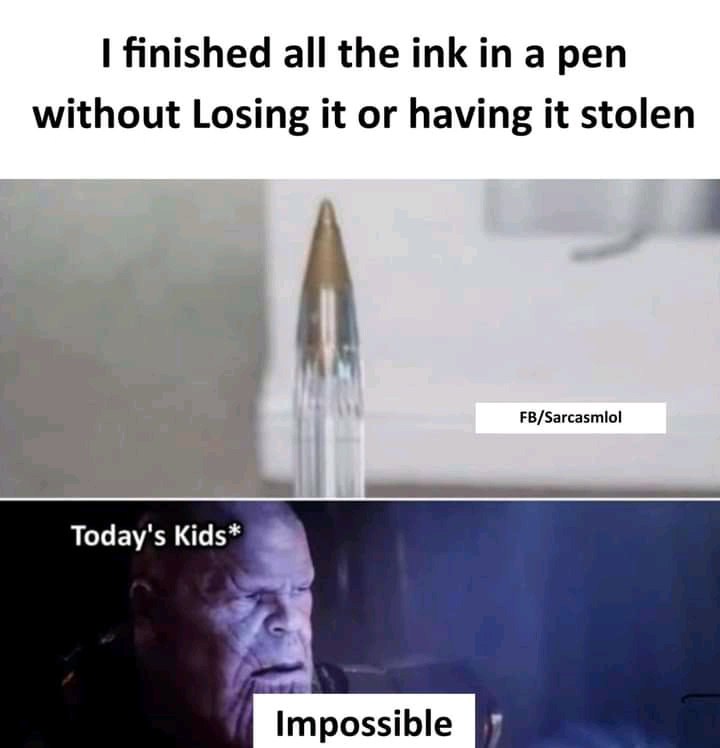 I finished all the ink in a pen
without Losing it or having it stolen
FB/Sarcasmlol
Today's Kids*
Impossible